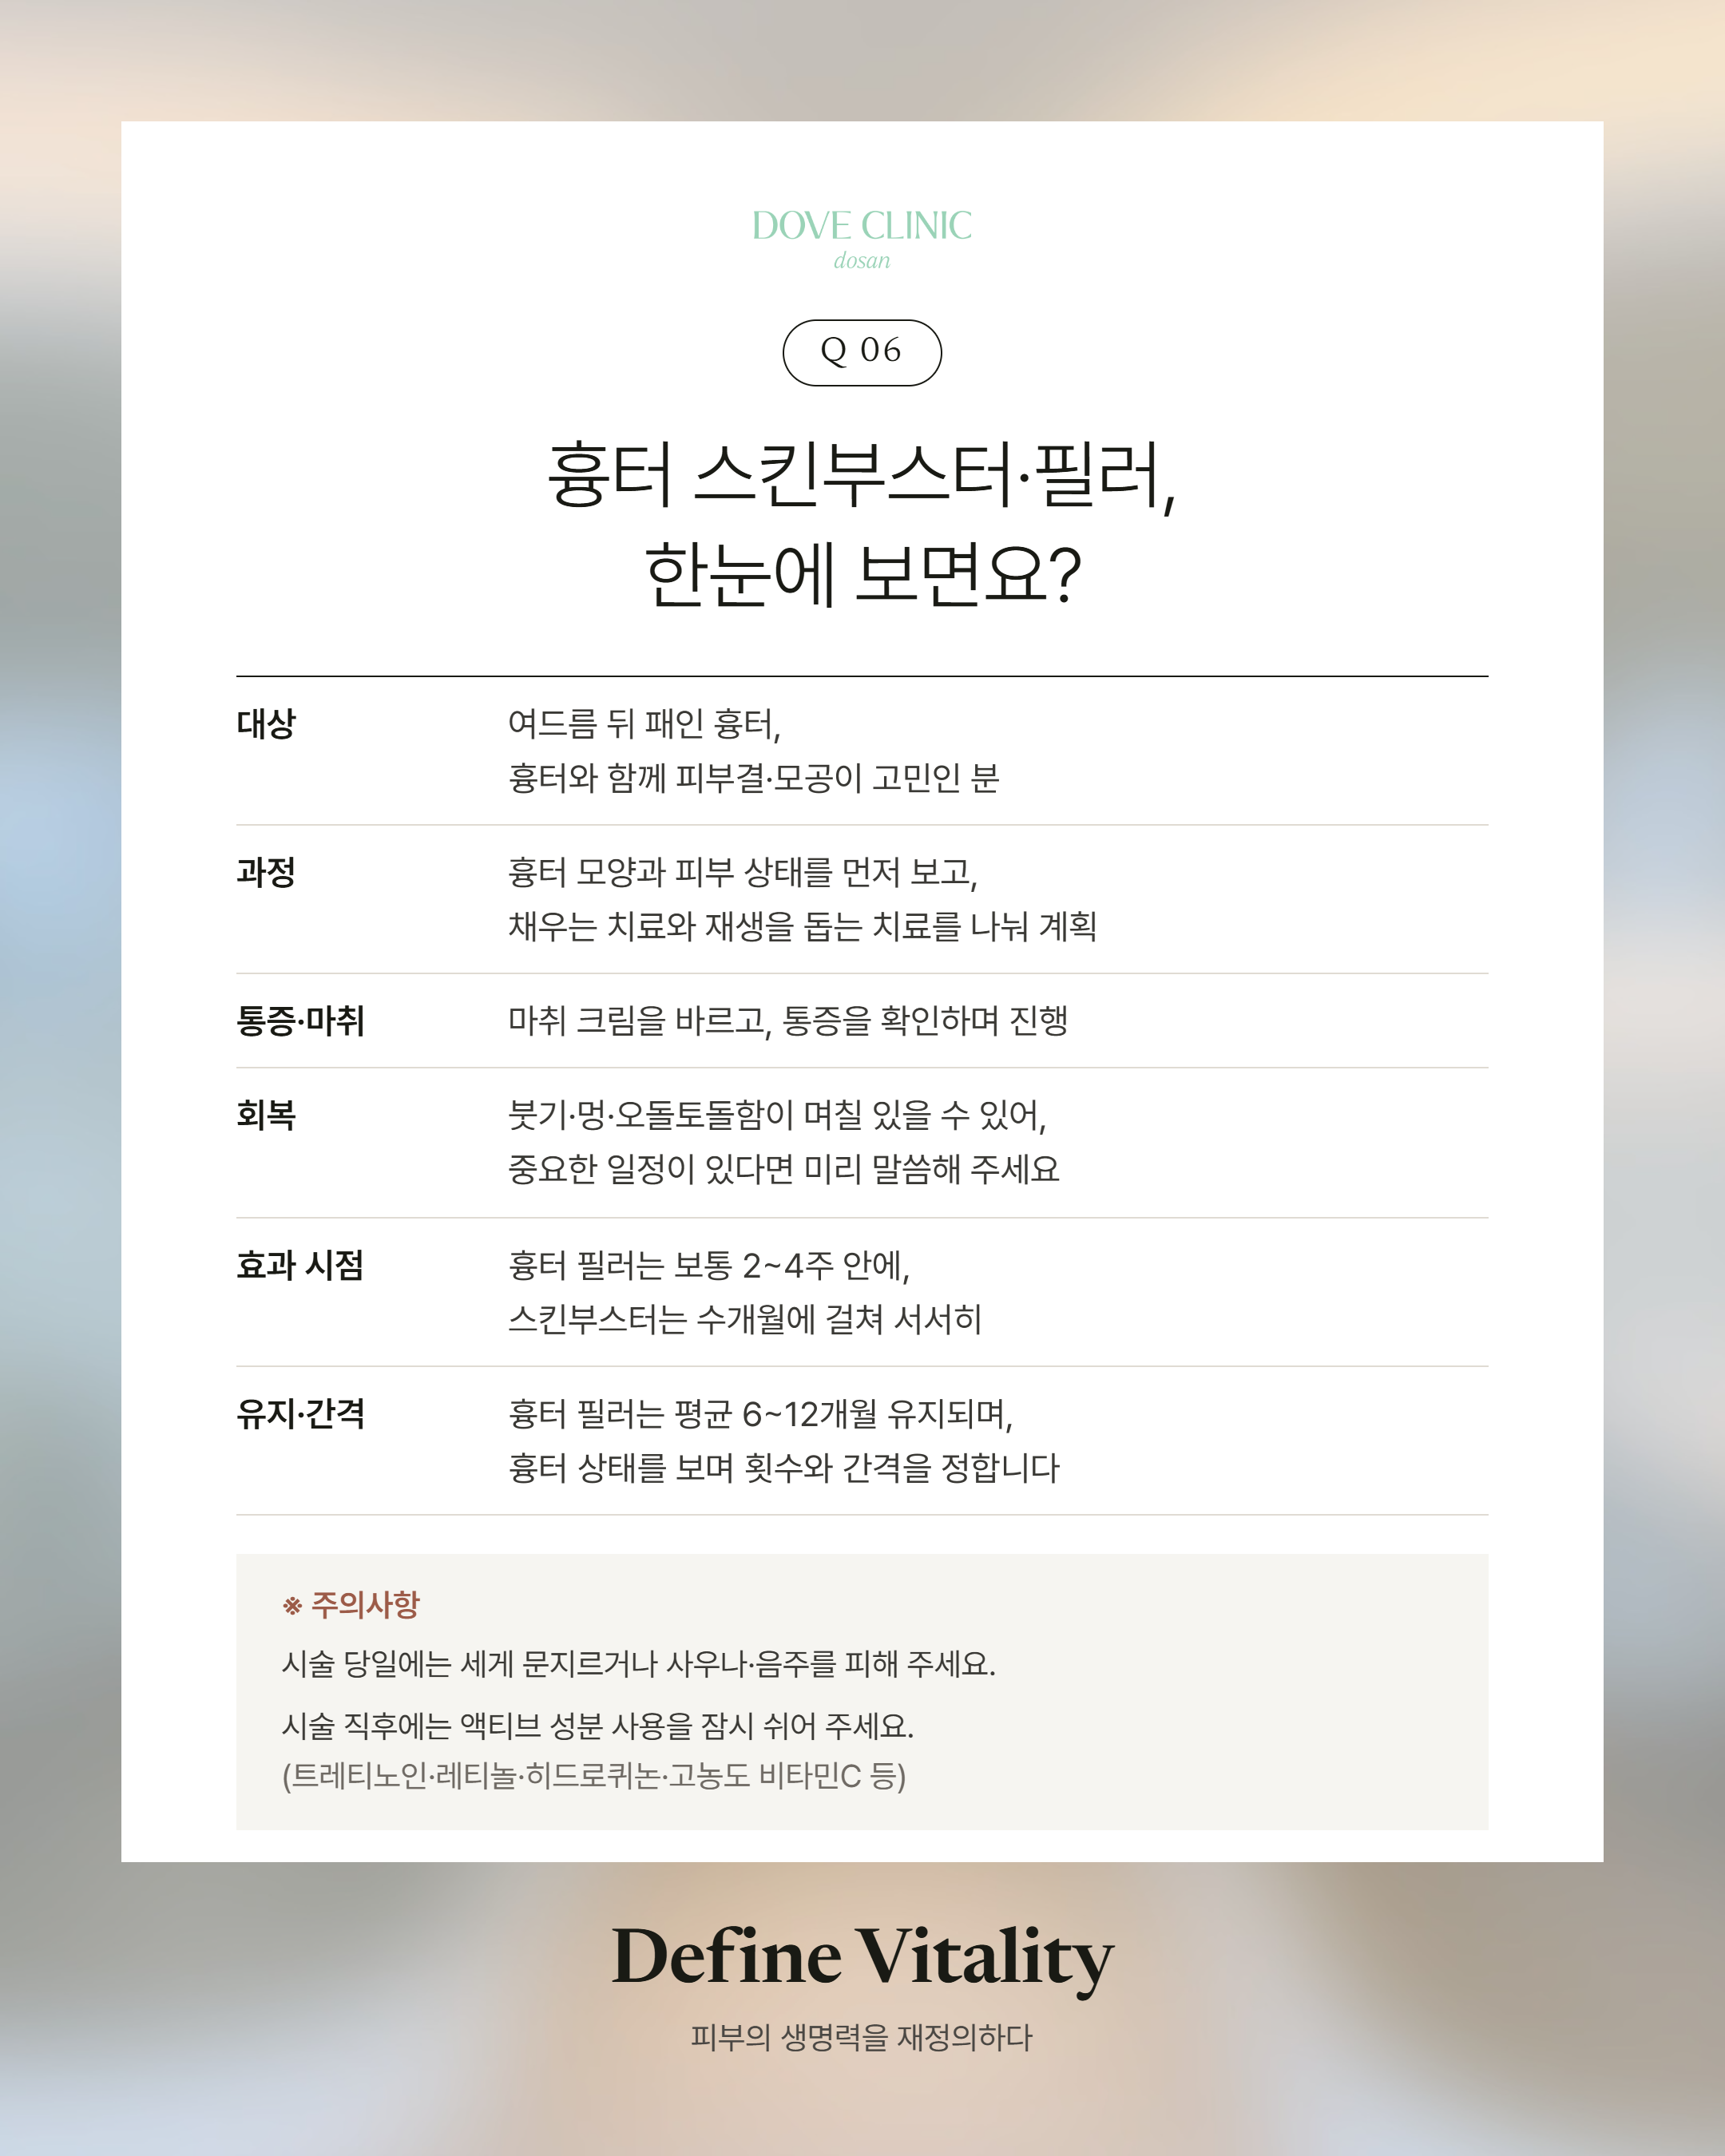 DOVE CLINIC
dosan
Q 06
흉터 스킨부스터·필러,
한눈에 보면요?
대상
여드름 뒤 패인 흉터,
흉터와 함께 피부결·모공이 고민인 분
과정
흉터 모양과 피부 상태를 먼저 보고,
채우는 치료와 재생을 돕는 치료를 나눠 계획
통증·마취
마취 크림을 바르고, 통증을 확인하며 진행
회복
붓기·멍·오돌토돌함이 며칠 있을 수 있어,
중요한 일정이 있다면 미리 말씀해 주세요
효과 시점
흉터 필러는 보통 2~4주 안에,
스킨부스터는 수개월에 걸쳐 서서히
유지·간격
흉터 필러는 평균 6~12개월 유지되며,
흉터 상태를 보며 횟수와 간격을 정합니다
※ 주의사항
시술 당일에는 세게 문지르거나 사우나·음주를 피해 주세요.
시술 직후에는 액티브 성분 사용을 잠시 쉬어 주세요.
(트레티노인·레티놀·히드로퀴논·고농도 비타민C 등)
Define Vitality
피부의 생명력을 재정의하다